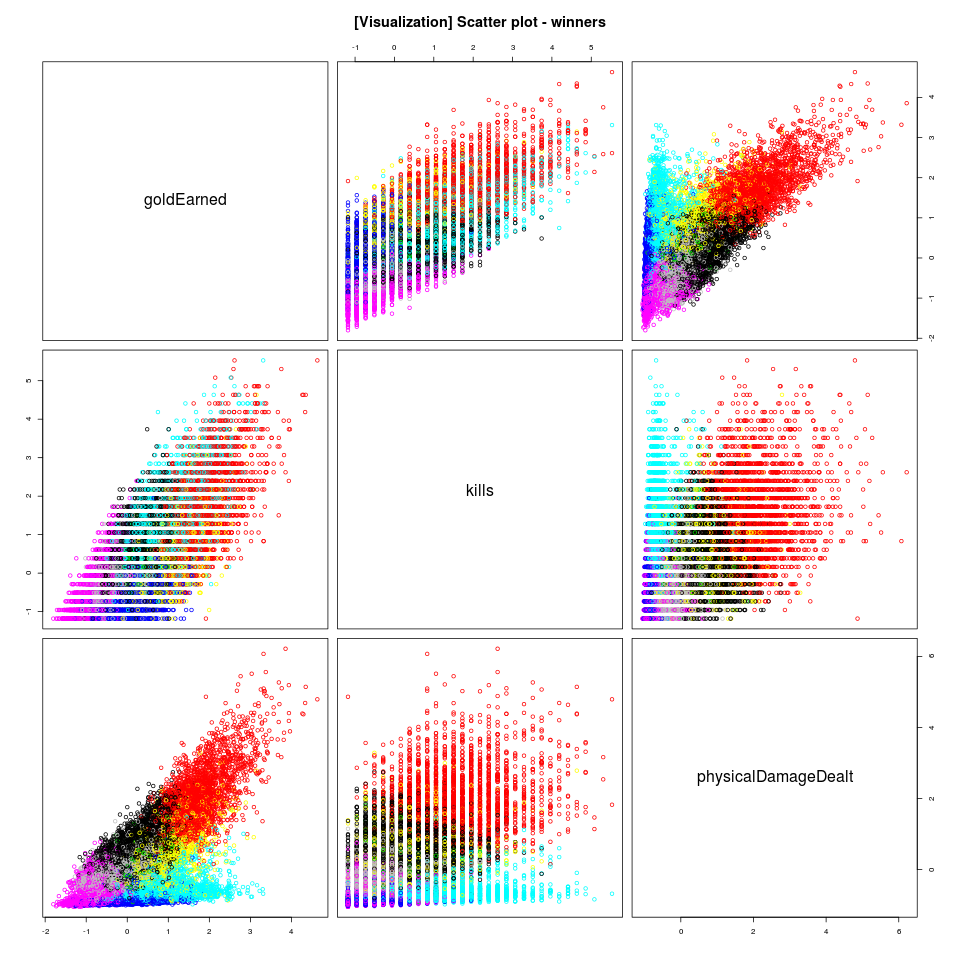 [Visualization] Scatter plot - winners
-1 0 1 2 3 4 5
goldEarned
4
3
2
1
0
-1
-2
5
4
3
2
1
0
-1
kills
physicalDamageDealt
6
4
2
0
-2 -1 0 1 2 3 4
0 2 4 6